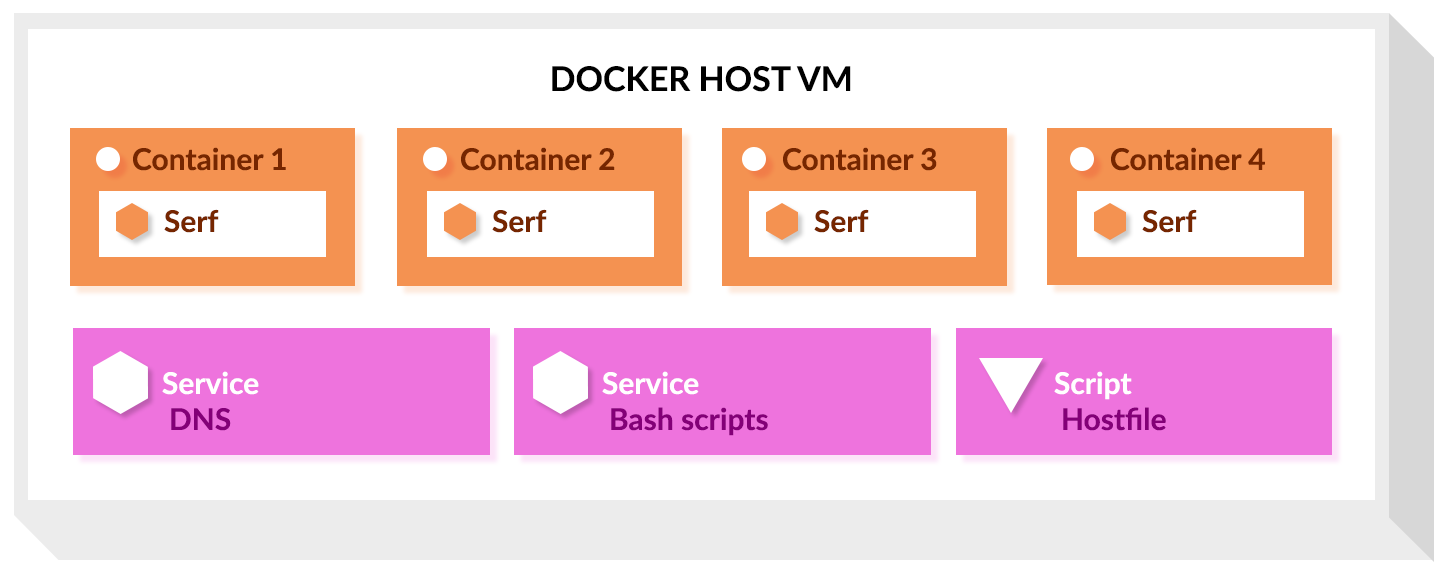 DOCKER HOST VM
Container 1
Container 2
Container 3
Container 4
Serf
Serf
Serf
Serf
Service
DNS
Service
Bash scripts
Script
Hostfile